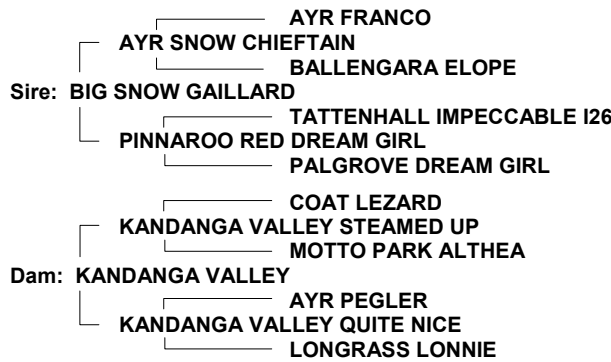 AYR FRANCO
AYR SNOW CHIEFTAIN
BALLENGARA ELOPE
Sire: BIG SNOW GAILLARD
TATTENHALL IMPECCABLE I26
PINNAROO RED DREAM GIRL
PALGROVE DREAM GIRL
COAT LEZARD
KANDANGA VALLEY STEAMED UP
MOTTO PARK ALTHEA
Dam: KANDANGA VALLEY
AYR PEGLER
KANDANGA VALLEY QUITE NICE
LONGRASS LONNIE